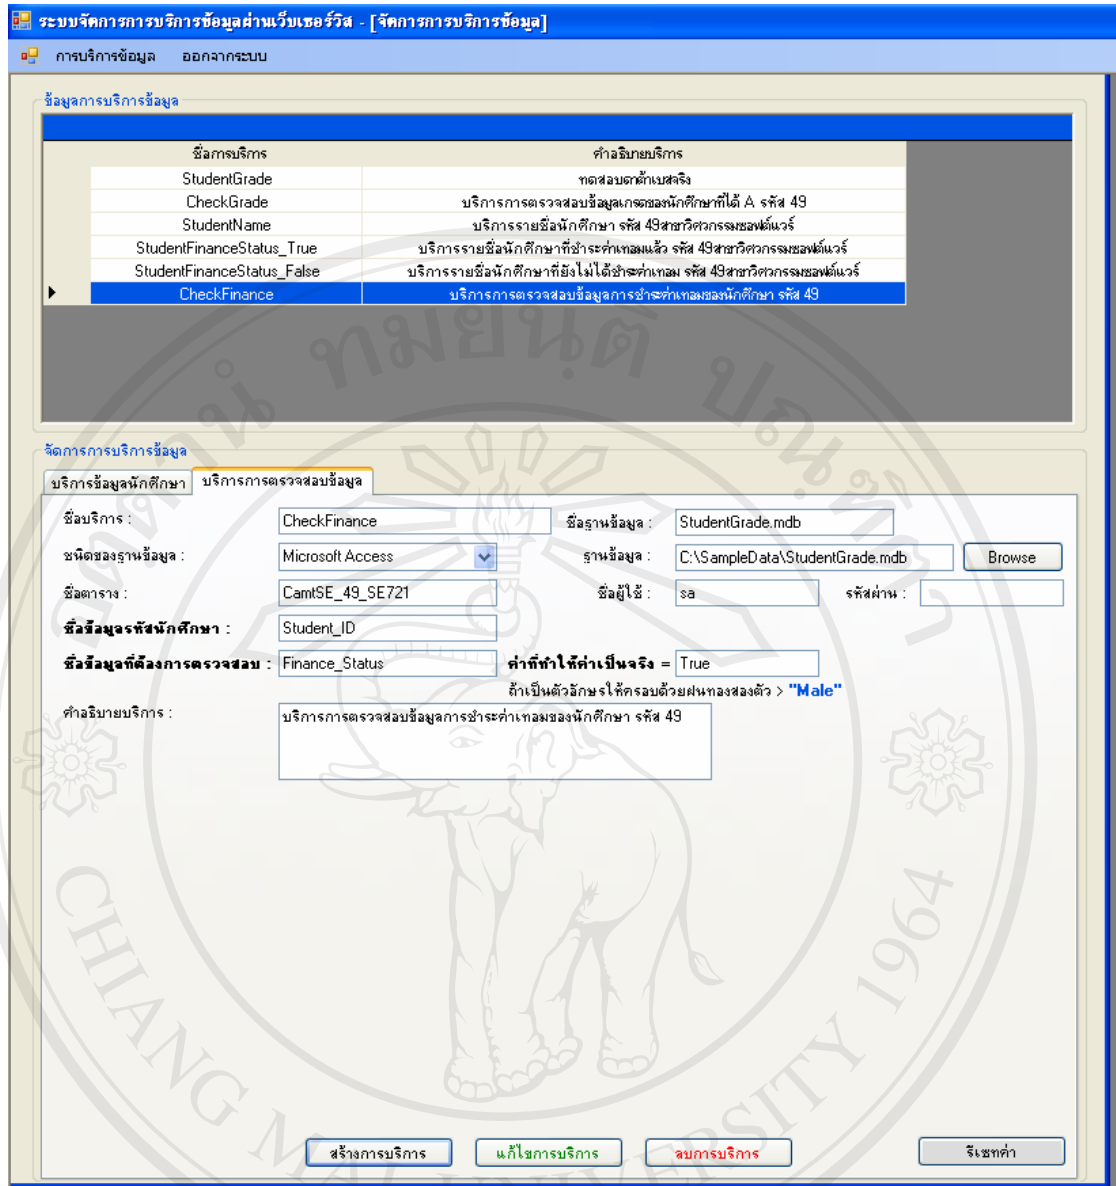 ระบบจัดการการบริการข้อมูลผ่านเว็บเซอร์วิส - [จัดการการบริการข้อมูล]
การบริการข้อมูล ออกจากระบบ
ข้อมูลการบริการข้อมูล
ชื่อการบริการ คำอธิบายบริการ
StudentGrade ทดสอบดาต้าเบสจริง
CheckGrade บริการการตรวจสอบข้อมูลเกรดของนักศึกษาที่ได้ A รหัส 49
StudentName บริการรายชื่อนักศึกษา รหัส 49สาขาวิศวกรรมซอฟต์แวร์
StudentFinanceStatus_True บริการรายชื่อนักศึกษาที่ชำระค่าเทอมแล้ว รหัส 49สาขาวิศวกรรมซอฟต์แวร์
StudentFinanceStatus_False บริการรายชื่อนักศึกษาที่ยังไม่ได้ชำระค่าเทอม รหัส 49สาขาวิศวกรรมซอฟต์แวร์
CheckFinance บริการการตรวจสอบข้อมูลการชำระค่าเทอมของนักศึกษา รหัส 49
จัดการการบริการข้อมูล
บริการข้อมูลนักศึกษา บริการการตรวจสอบข้อมูล
ชื่อบริการ : CheckFinance ชื่อฐานข้อมูล : StudentGrade.mdb
ชนิดของฐานข้อมูล : Microsoft Access ฐานข้อมูล : C:\SampleData\StudentGrade.mdb Browse
ชื่อตาราง : CamtSE_49_SE721 ชื่อผู้ใช้ : sa รหัสผ่าน :
ชื่อข้อมูลรหัสนักศึกษา : Student_ID
ชื่อข้อมูลที่ต้องการตรวจสอบ : Finance_Status ค่าที่ทำให้ค่าเป็นจริง = True
ถ้าเป็นตัวอักษรให้ครอบด้วยฝนทองสองตัว > "Male"
คำอธิบายบริการ : บริการการตรวจสอบข้อมูลการชำระค่าเทอมของนักศึกษา รหัส 49
CHIANG MAI UNIVERSITY 1964
สร้างการบริการ แก้ไขการบริการ ลบการบริการ รีเซทค่า